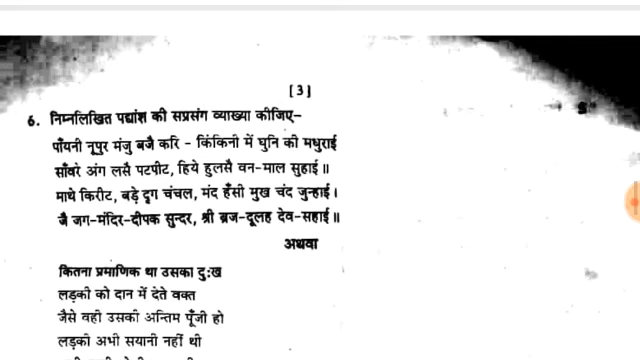 [3]
6. निम्नलिखित पद्यांश की सप्रसंग व्याख्या कीजिए-
पाँयनी नूपुर मंजु बजै करि - किंकिनी में घुनि की मधुराई
साँवरे अंग लसै पटपीट, हिये हुलसै वन-माल सुहाई॥
माथे किरीट, बड़े दृग चंचल, मंद हँसी मुख चंद जुन्हाई।
जै जग-मंदिर-दीपक सुन्दर, श्री ब्रज-दूलह देव-सहाई॥
अथवा
कितना प्रमाणिक था उसका दुःख
लड़की को दान में देते वक्त
जैसे वही उसकी अन्तिम पूँजी हो
लड़की अभी सयानी नहीं थी